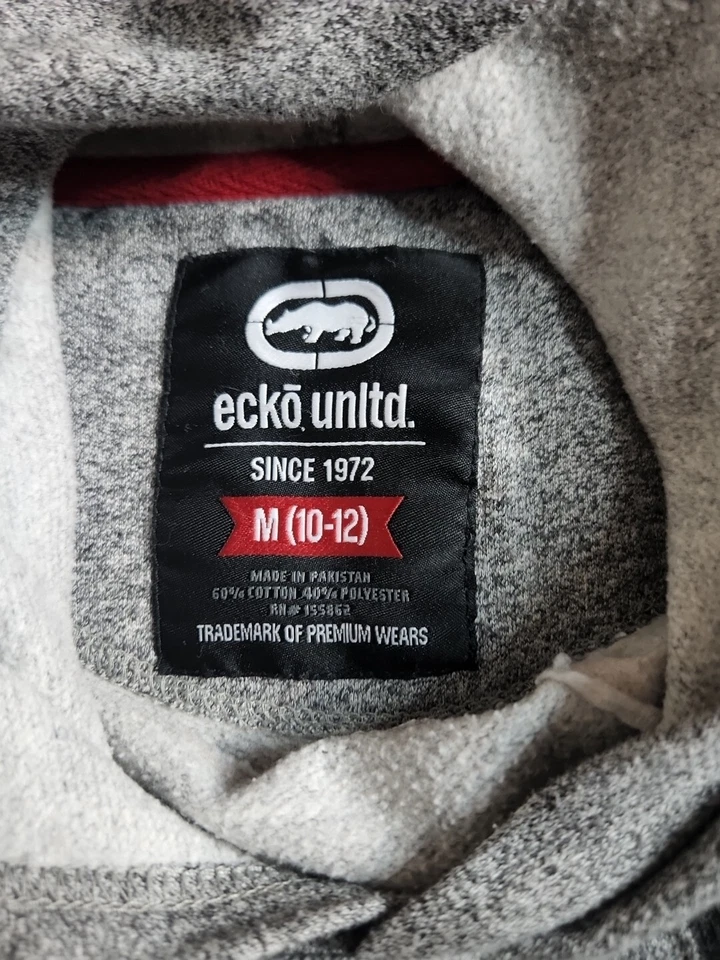 eckō unltd.
SINCE 1972
M (10-12)
MADE IN PAKISTAN
60% COTTON 40% POLYESTER
RN# 155862
TRADEMARK OF PREMIUM WEARS